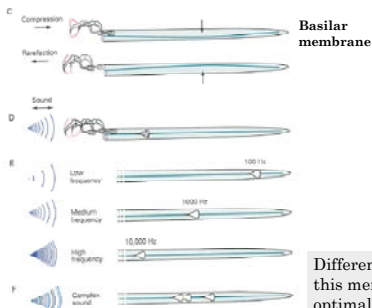 C
Compression
Basilar
membrane
Rarefaction
Sound
D
E
Low
frequency
100 Hz
Medium
frequency
1000 Hz
High
frequency
10,000 Hz
F
Complex
sound
Different
this mem
optimal